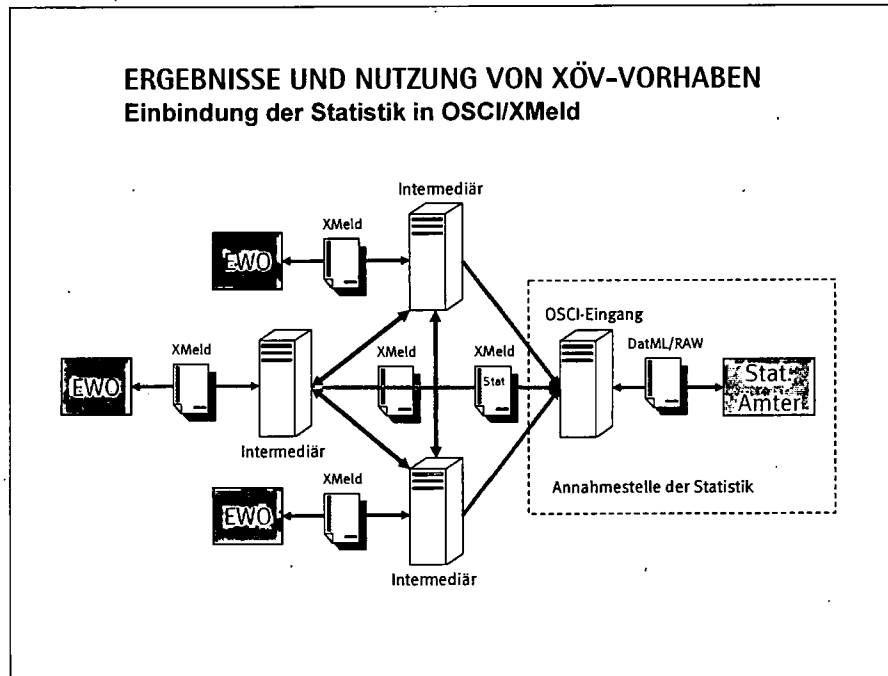 ERGEBNISSE UND NUTZUNG VON XÖV-VORHABEN
Einbindung der Statistik in OSCI/XMeld
Intermediär
XMeld
EWO
OSCI-Eingang
DatML/RAW
XMeld
EWO
XMeld
XMeld
Stat
Stat.
Ämter
Intermediär
XMeld
EWO
Annahmestelle der Statistik
Intermediär